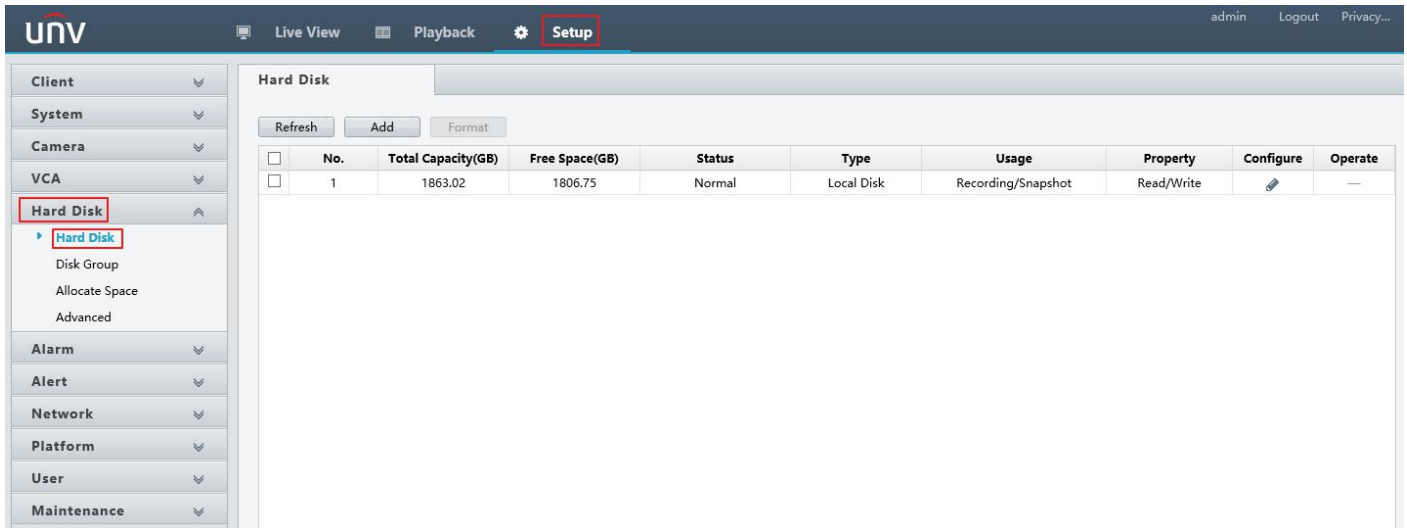 unv Live View Playback Setup admin Logout Privacy...
Client
System
Camera
VCA
Hard Disk
Hard Disk
Disk Group
Allocate Space
Advanced
Alarm
Alert
Network
Platform
User
Maintenance
Hard Disk
Refresh Add Format
No. Total Capacity(GB) Free Space(GB) Status Type Usage Property Configure Operate
1 1863.02 1806.75 Normal Local Disk Recording/Snapshot Read/Write —